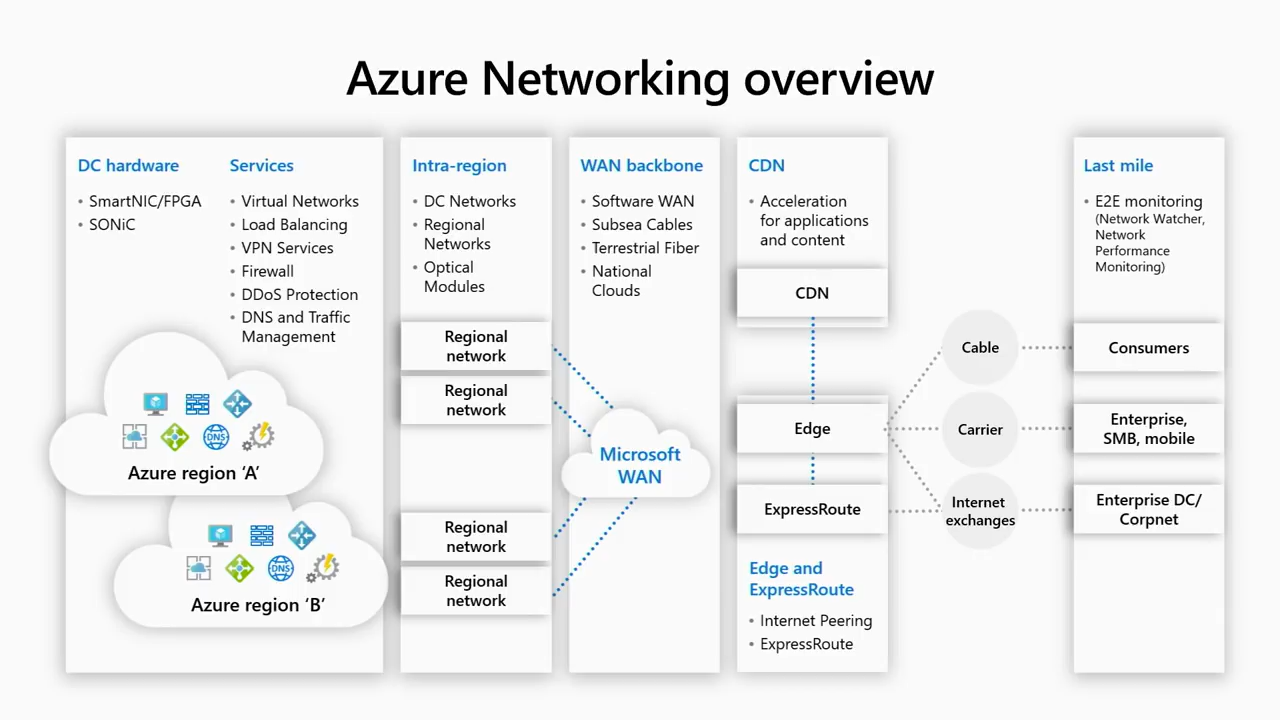 Azure Networking overview
DC hardware
• SmartNIC/FPGA
• SONiC
Services
• Virtual Networks
• Load Balancing
• VPN Services
• Firewall
• DDoS Protection
• DNS and Traffic
Management
DNS
Azure region ‘A’
DNS
Azure region ‘B’
Intra-region
• DC Networks
• Regional
Networks
• Optical
Modules
Regional
network
Regional
network
Regional
network
Regional
network
WAN backbone
• Software WAN
• Subsea Cables
• Terrestrial Fiber
• National
Clouds
Microsoft
WAN
CDN
• Acceleration
for applications
and content
CDN
Edge
ExpressRoute
Edge and
ExpressRoute
• Internet Peering
• ExpressRoute
Cable
Carrier
Internet
exchanges
Last mile
• E2E monitoring
(Network Watcher,
Network
Performance
Monitoring)
Consumers
Enterprise,
SMB, mobile
Enterprise DC/
Corpnet